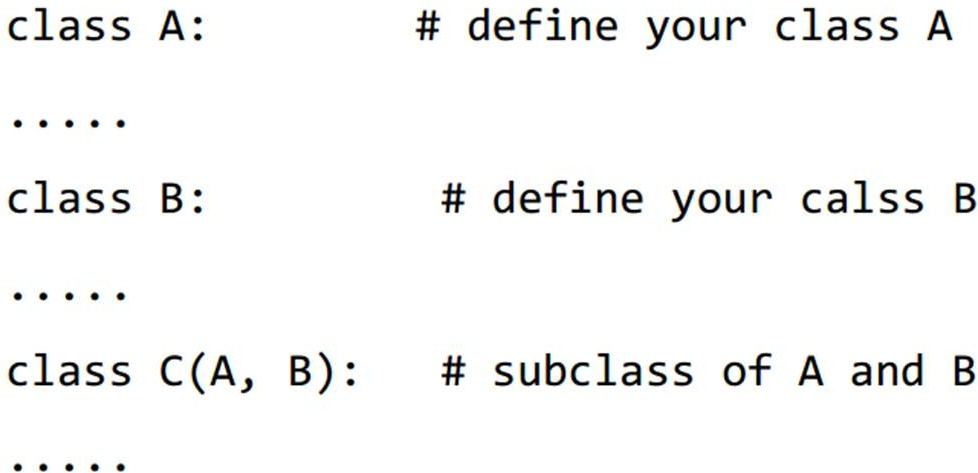 class A:        # define your class A
.....
class B:         # define your calss B
.....
class C(A, B):   # subclass of A and B
.....